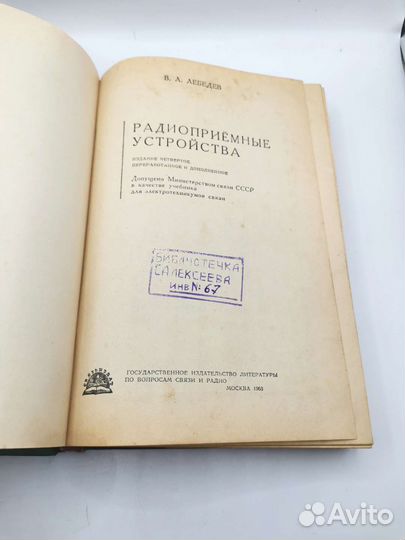 В. А. ЛЕБЕДЕВ
РАДИОПРИЁМНЫЕ
УСТРОЙСТВА
ИЗДАНИЕ ЧЕТВЕРТОЕ,
ПЕРЕРАБОТАННОЕ И ДОПОЛНЕННОЕ
Допущено Министерством связи СССР
в качестве учебника
для электротехникумов связи
БИБЛИОТЕЧКА
С.АЛЕКСЕЕВА
ИНВ №: 67
ГОСУДАРСТВЕННОЕ ИЗДАТЕЛЬСТВО ЛИТЕРАТУРЫ
ПО ВОПРОСАМ СВЯЗИ И РАДИО
МОСКВА
Avito